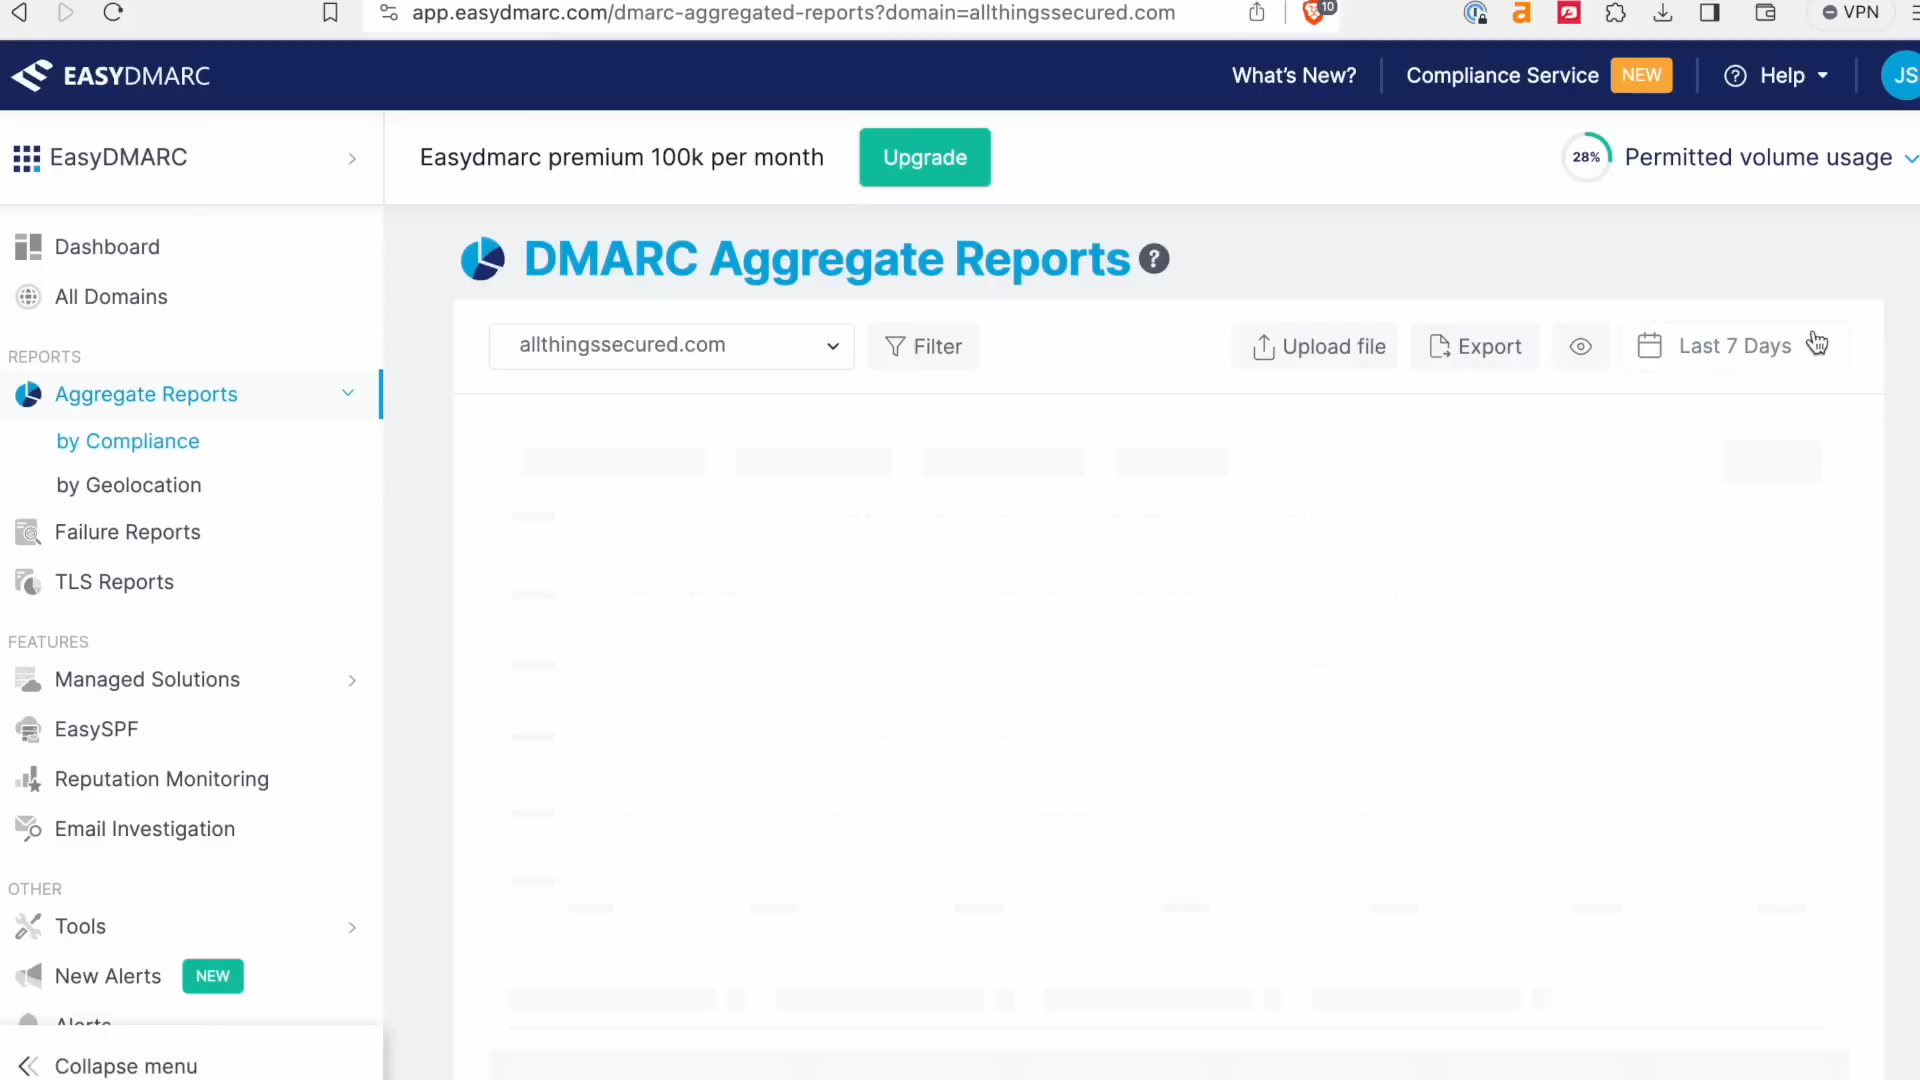 app.easydmarc.com/dmarc-aggregated-reports?domain=allthingssecured.com
10
VPN
EASYDMARC
What's New?
Compliance Service NEW
Help
JS
EasyDMARC
Easydmarc premium 100k per month
Upgrade
28%
Permitted volume usage
Dashboard
All Domains
REPORTS
Aggregate Reports
by Compliance
by Geolocation
Failure Reports
TLS Reports
FEATURES
Managed Solutions
EasySPF
Reputation Monitoring
Email Investigation
OTHER
Tools
New Alerts NEW
Alerts
Collapse menu
DMARC Aggregate Reports ?
allthingssecured.com
Filter
Upload file
Export
Last 7 Days